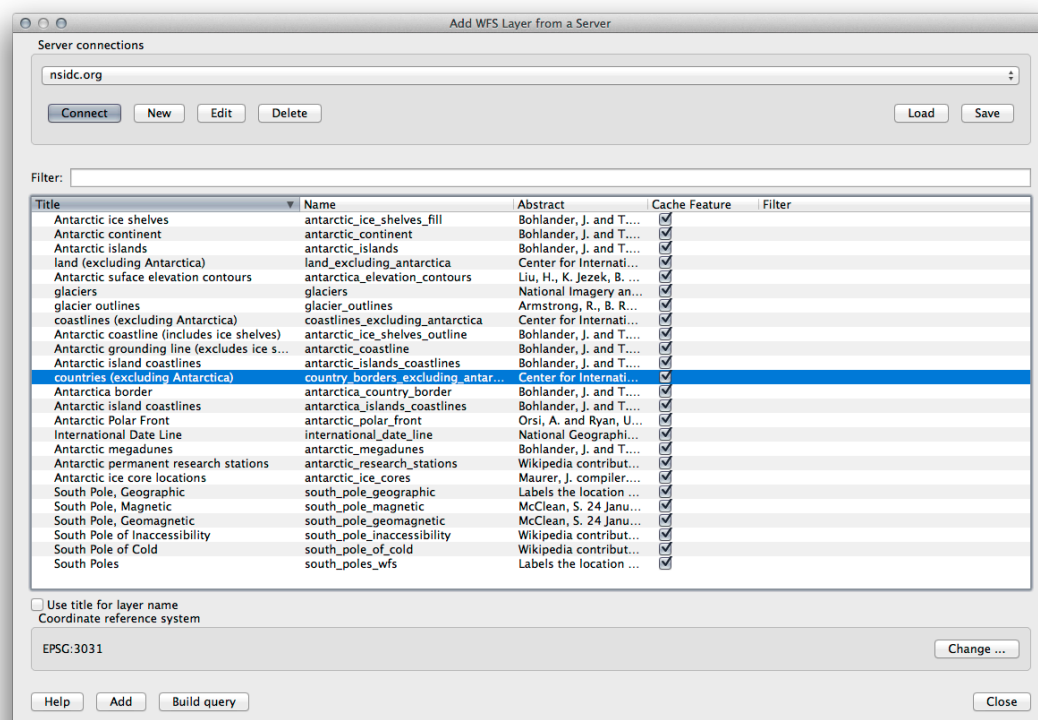 Add WFS Layer from a Server
Server connections
nsidc.org
Connect New Edit Delete Load Save
Filter:
Title Name Abstract Cache Feature Filter
Antarctic ice shelves antarctic_ice_shelves_fill Bohlander, J. and T....
Antarctic continent antarctic_continent Bohlander, J. and T....
Antarctic islands antarctic_islands Bohlander, J. and T....
land (excluding Antarctica) land_excluding_antarctica Center for Internati...
Antarctic suface elevation contours antarctica_elevation_contours Liu, H., K. Jezek, B. ...
glaciers glaciers National Imagery an...
glacier outlines glacier_outlines Armstrong, R., B. R...
coastlines (excluding Antarctica) coastlines_excluding_antarctica Center for Internati...
Antarctic coastline (includes ice shelves) antarctic_ice_shelves_outline Bohlander, J. and T....
Antarctic grounding line (excludes ice s... antarctic_coastline Bohlander, J. and T....
Antarctic island coastlines antarctic_islands_coastlines Bohlander, J. and T....
countries (excluding Antarctica) country_borders_excluding_antar... Center for Internati...
Antarctica border antarctica_country_border Bohlander, J. and T....
Antarctic island coastlines antarctica_islands_coastlines Bohlander, J. and T....
Antarctic Polar Front antarctic_polar_front Orsi, A. and Ryan, U...
International Date Line international_date_line National Geographi...
Antarctic megadunes antarctic_megadunes Bohlander, J. and T....
Antarctic permanent research stations antarctic_research_stations Wikipedia contribut...
Antarctic ice core locations antarctic_ice_cores Maurer, J. compiler....
South Pole, Geographic south_pole_geographic Labels the location ...
South Pole, Magnetic south_pole_magnetic McClean, S. 24 Janu...
South Pole, Geomagnetic south_pole_geomagnetic McClean, S. 24 Janu...
South Pole of Inaccessibility south_pole_inaccessibility Wikipedia contribut...
South Pole of Cold south_pole_of_cold Wikipedia contribut...
South Poles south_poles_wfs Labels the location ...
Use title for layer name
Coordinate reference system
EPSG:3031 Change ...
Help Add Build query Close